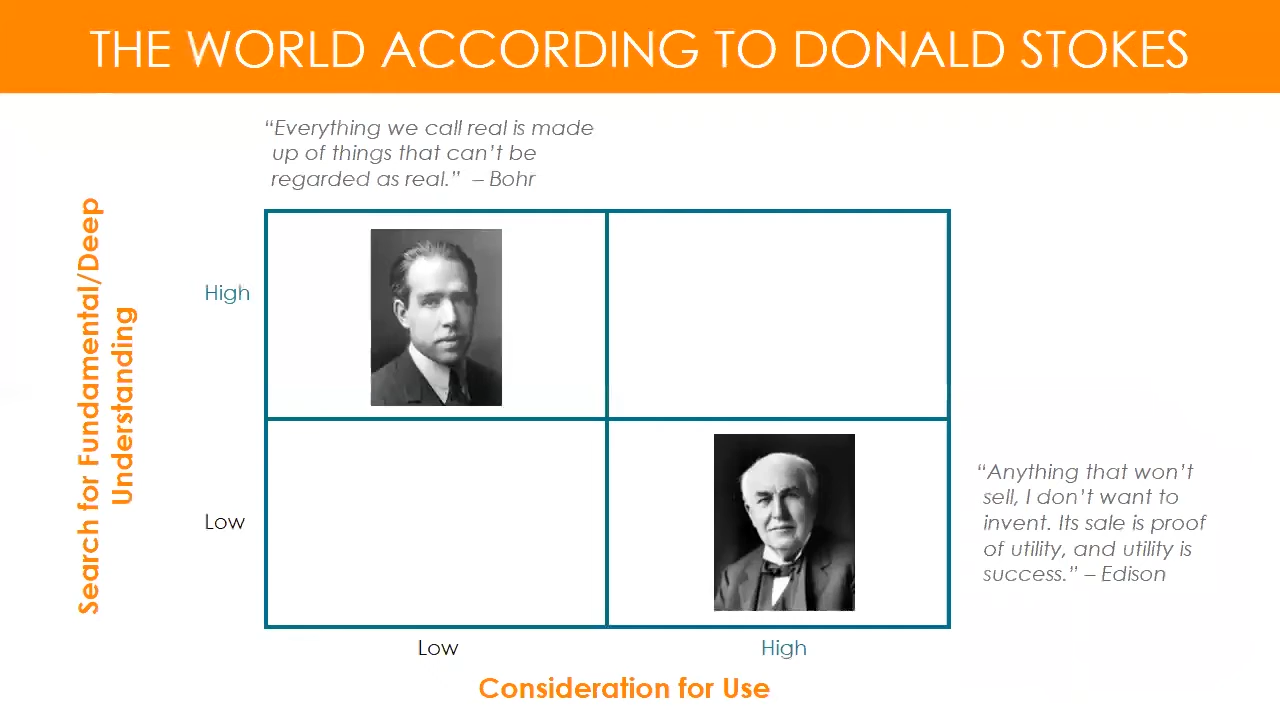 THE WORLD ACCORDING TO DONALD STOKES
“Everything we call real is made
up of things that can’t be
regarded as real.” – Bohr
Search for Fundamental/Deep
Understanding
High
Low
“Anything that won’t
sell, I don’t want to
invent. Its sale is proof
of utility, and utility is
success.” – Edison
Low
High
Consideration for Use